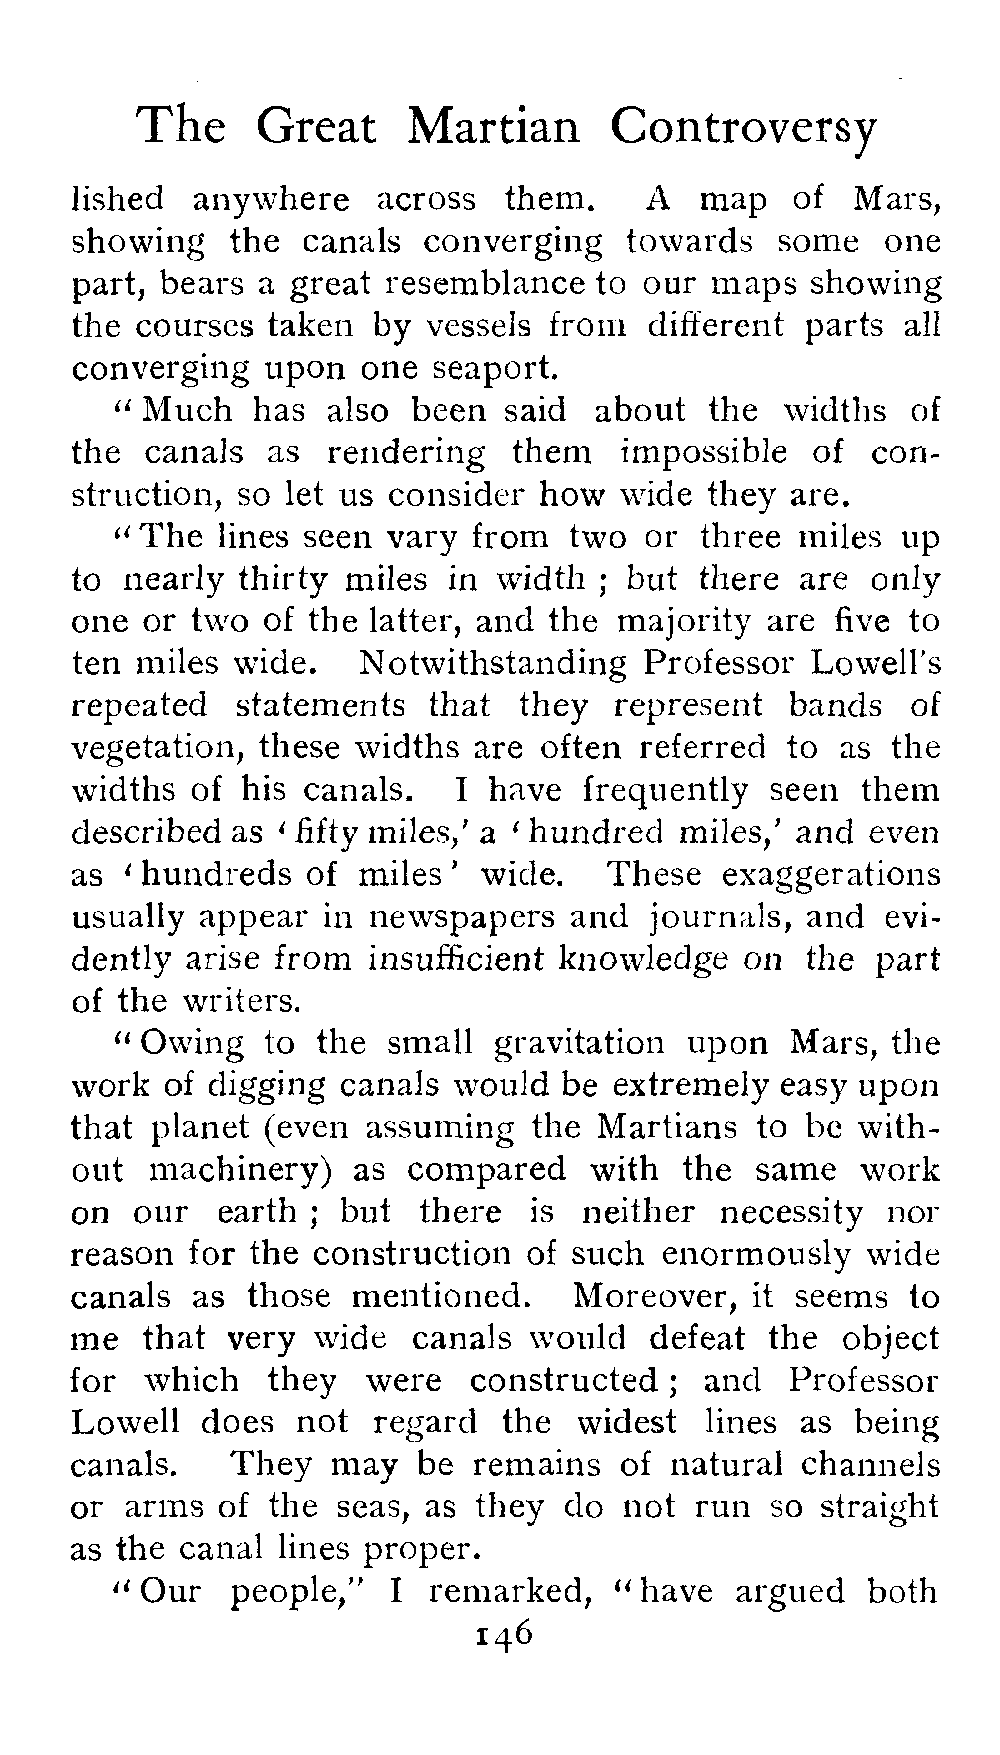 The Great Martian Controversy
lished anywhere across them. A map of Mars,
showing the canals converging towards some one
part, bears a great resemblance to our maps showing
the courses taken by vessels from different parts all
converging upon one seaport.
"Much has also been said about the widths of
the canals as rendering them impossible of con-
struction, so let us consider how wide they are.
"The lines seen vary from two or three miles up
to nearly thirty miles in width ; but there are only
one or two of the latter, and the majority are five to
ten miles wide. Notwithstanding Professor Lowell's
repeated statements that they represent bands of
vegetation, these widths are often referred to as the
widths of his canals. I have frequently seen them
described as 'fifty miles,' a 'hundred miles,' and even
as 'hundreds of miles' wide. These exaggerations
usually appear in newspapers and journals, and evi-
dently arise from insufficient knowledge on the part
of the writers.
"Owing to the small gravitation upon Mars, the
work of digging canals would be extremely easy upon
that planet (even assuming the Martians to be with-
out machinery) as compared with the same work
on our earth ; but there is neither necessity nor
reason for the construction of such enormously wide
canals as those mentioned. Moreover, it seems to
me that very wide canals would defeat the object
for which they were constructed ; and Professor
Lowell does not regard the widest lines as being
canals. They may be remains of natural channels
or arms of the seas, as they do not run so straight
as the canal lines proper.
"Our people," I remarked, "have argued both
146